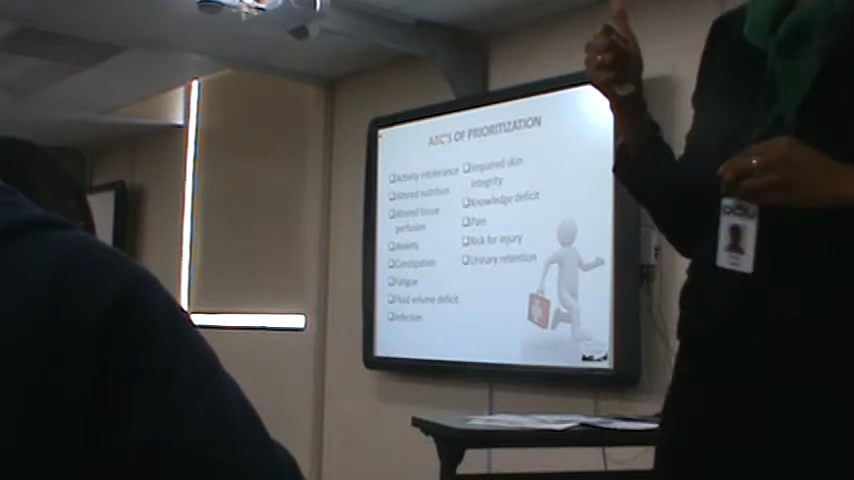 ABC'S OF PRIORITIZATION
Activity intolerance
Altered nutrition
Altered tissue
perfusion
Anxiety
Constipation
Fatigue
Fluid volume deficit
Infection
Impaired skin
integrity
Knowledge deficit
Pain
Risk for injury
Urinary retention